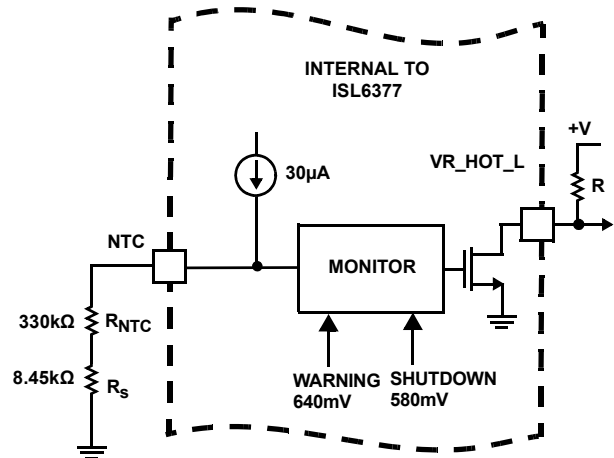 INTERNAL TO
ISL6377
+V
VR_HOT_L
R
30µA
NTC
MONITOR
330kΩ
RNTC
8.45kΩ
Rs
WARNING
640mV
SHUTDOWN
580mV